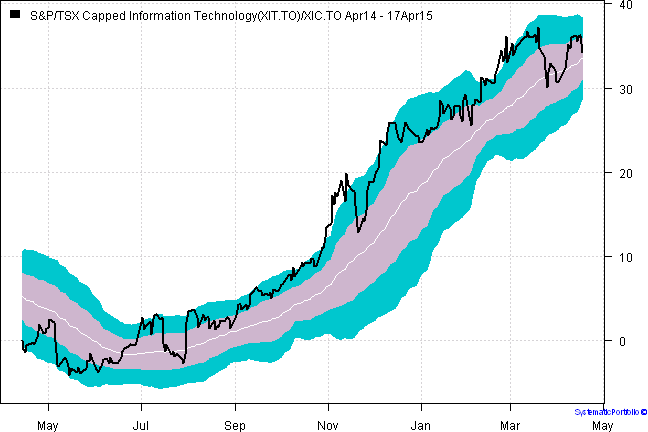 S&P/TSX Capped Information Technology(XIT.TO)/XIC.TO Apr14 - 17Apr15
40
30
20
10
0
SystematicPortfolio ©
May Jul Sep Nov Jan Mar May